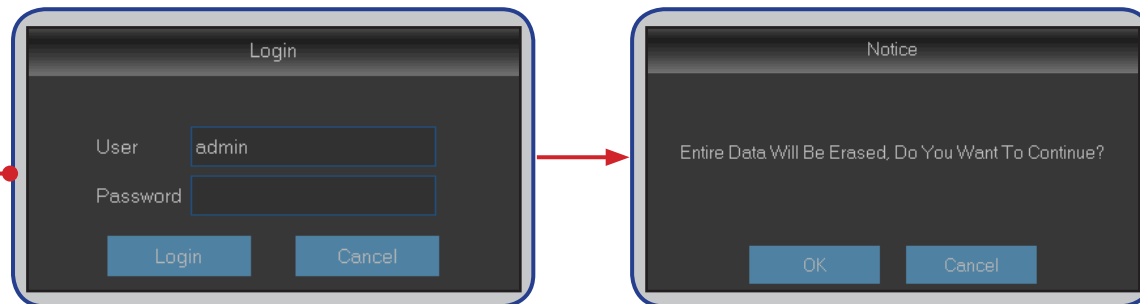 Login
User admin
Password
Login Cancel
Notice
Entire Data Will Be Erased, Do You Want To Continue?
OK Cancel